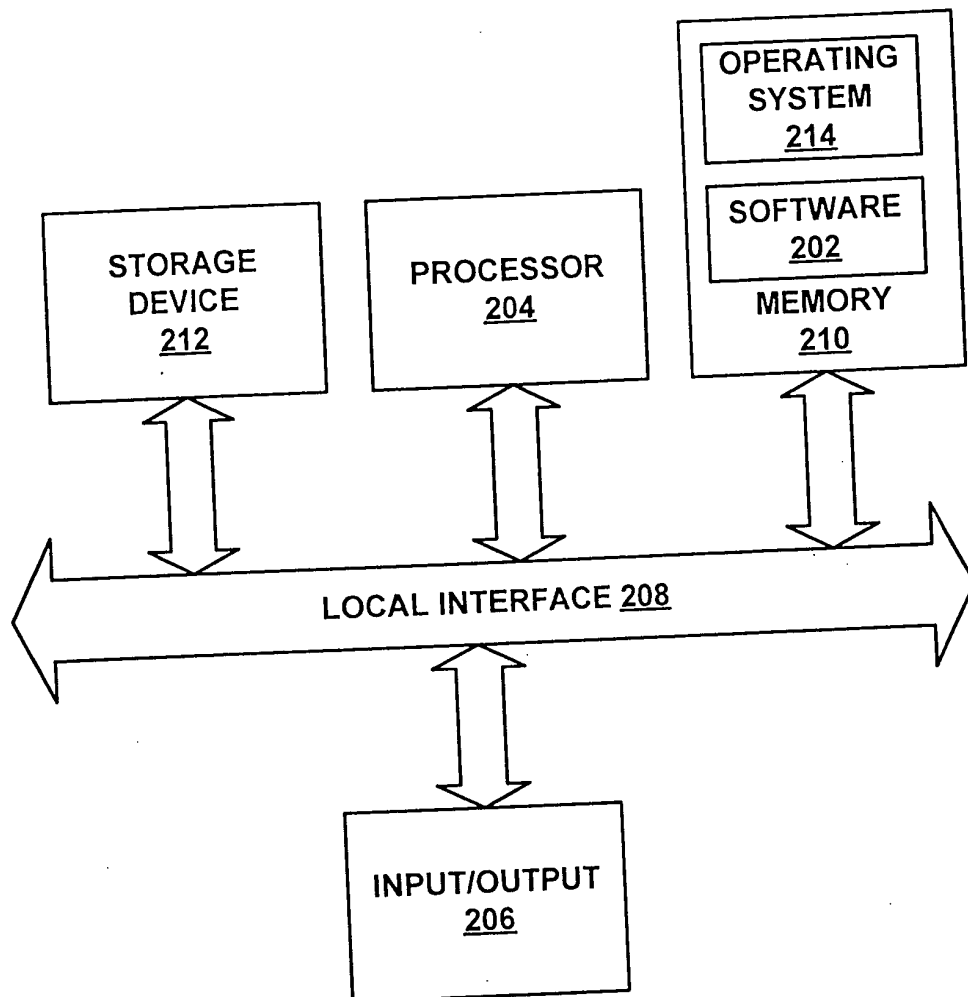 OPERATING
SYSTEM
214
SOFTWARE
202
MEMORY
210
STORAGE
DEVICE
212
PROCESSOR
204
LOCAL INTERFACE 208
INPUT/OUTPUT
206